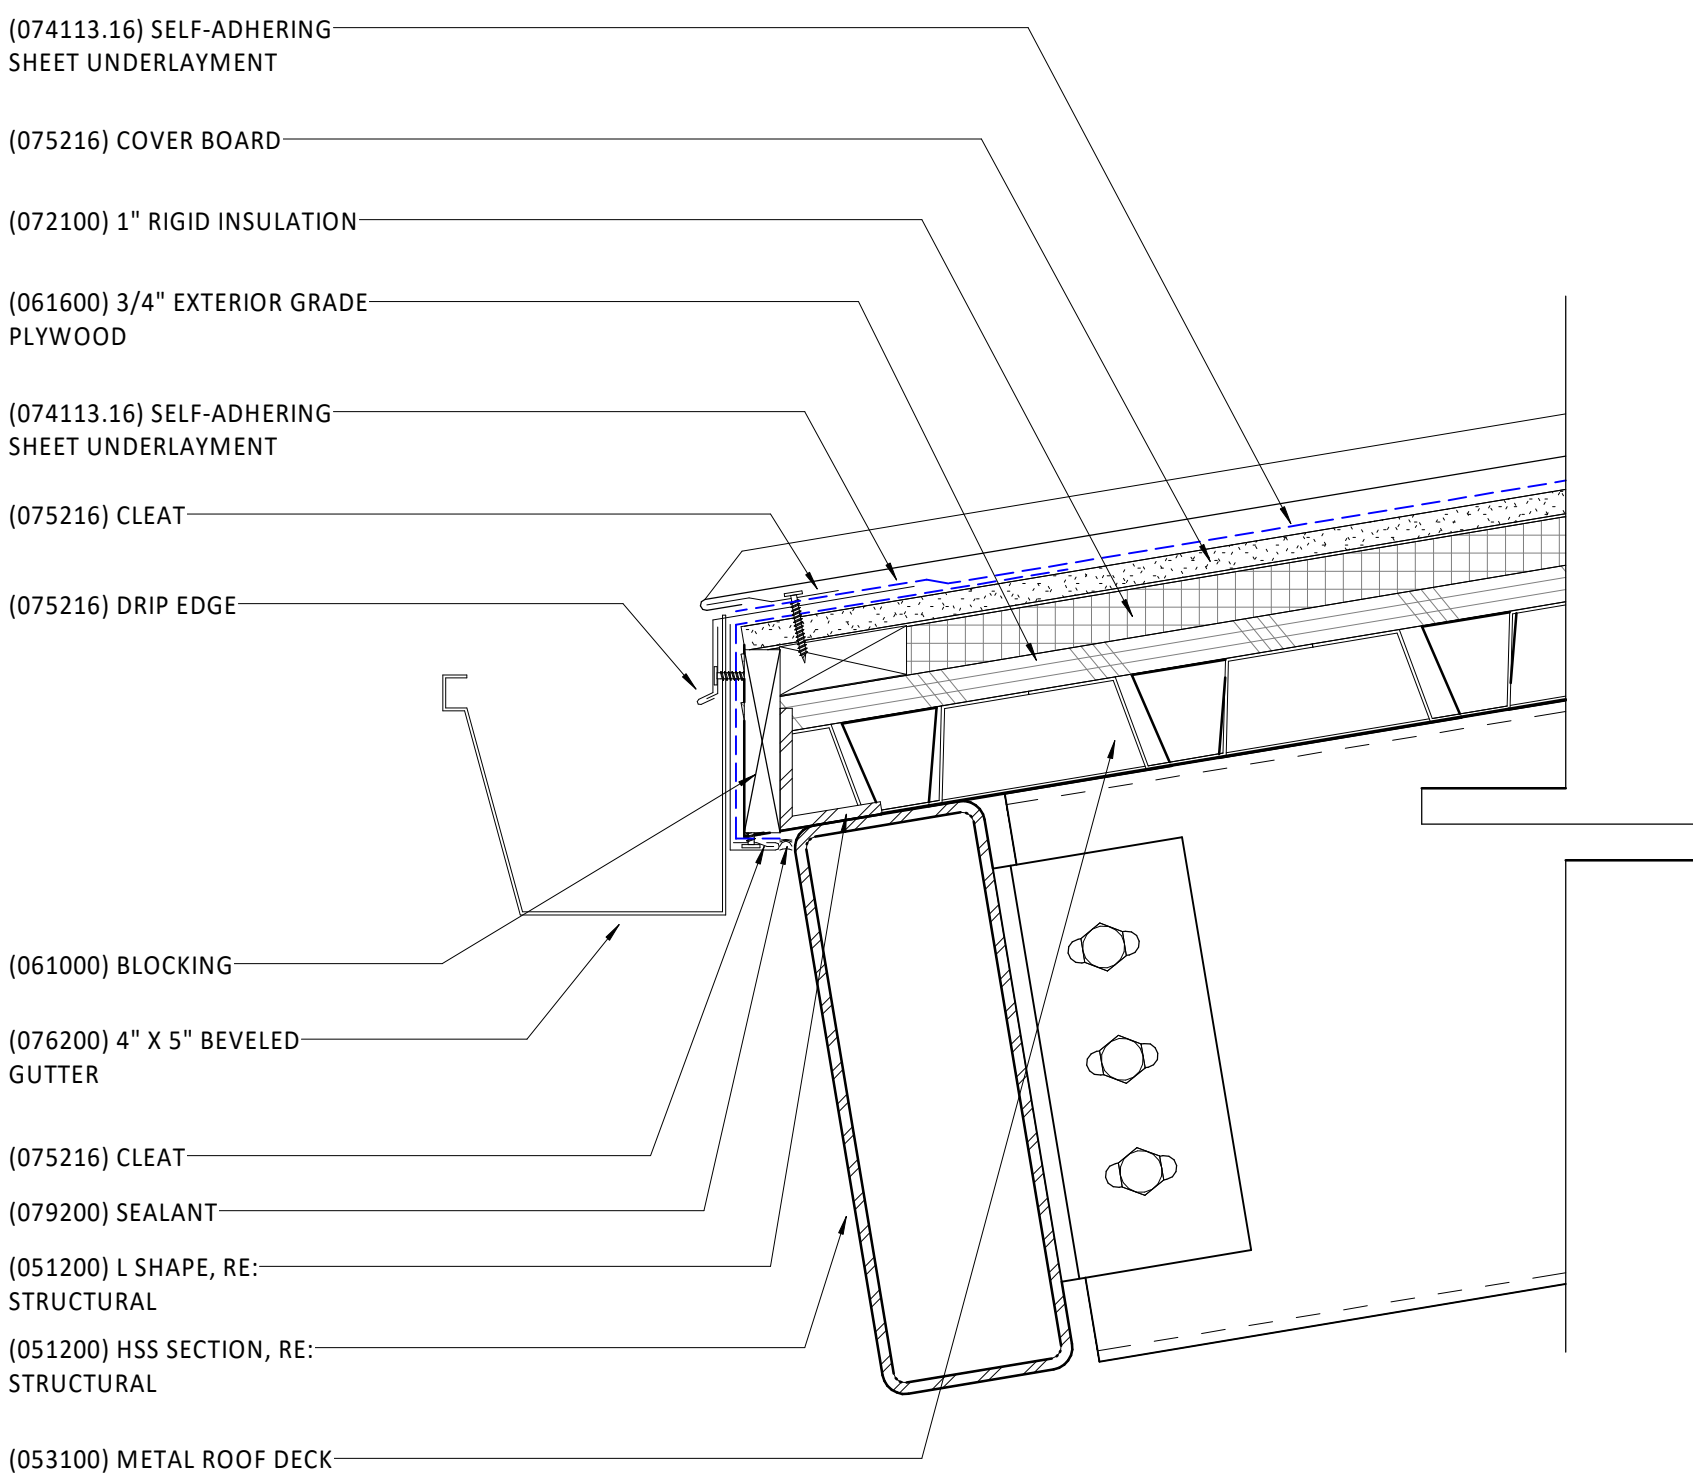 (074113.16) SELF-ADHERING
SHEET UNDERLAYMENT
(075216) COVER BOARD
(072100) 1" RIGID INSULATION
(061600) 3/4" EXTERIOR GRADE
PLYWOOD
(074113.16) SELF-ADHERING
SHEET UNDERLAYMENT
(075216) CLEAT
(075216) DRIP EDGE
(061000) BLOCKING
(076200) 4" X 5" BEVELED
GUTTER
(075216) CLEAT
(079200) SEALANT
(051200) L SHAPE, RE:
STRUCTURAL
(051200) HSS SECTION, RE:
STRUCTURAL
(053100) METAL ROOF DECK